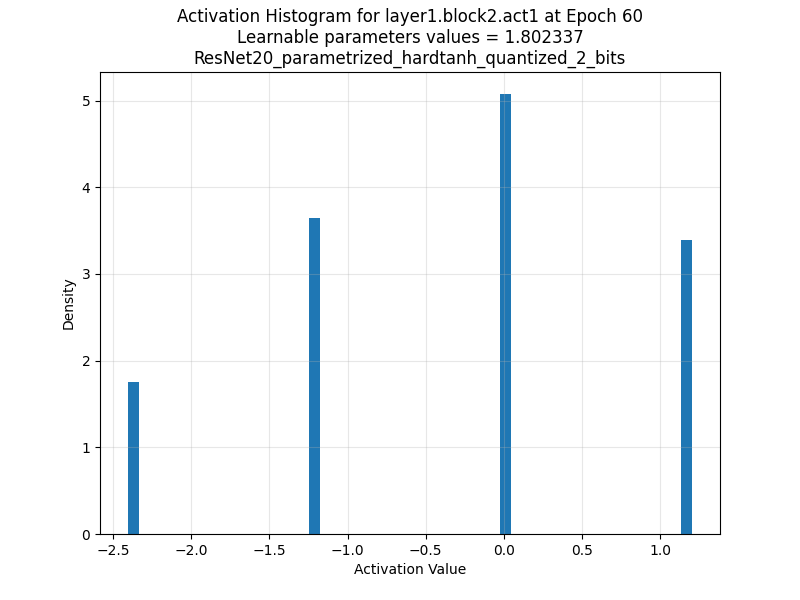 Activation Histogram for layer1.block2.act1 at Epoch 60
Learnable parameters values = 1.802337
ResNet20_parametrized_hardtanh_quantized_2_bits
5
4
3
2
1
0
Density
−2.5 −2.0 −1.5 −1.0 −0.5 0.0 0.5 1.0
Activation Value